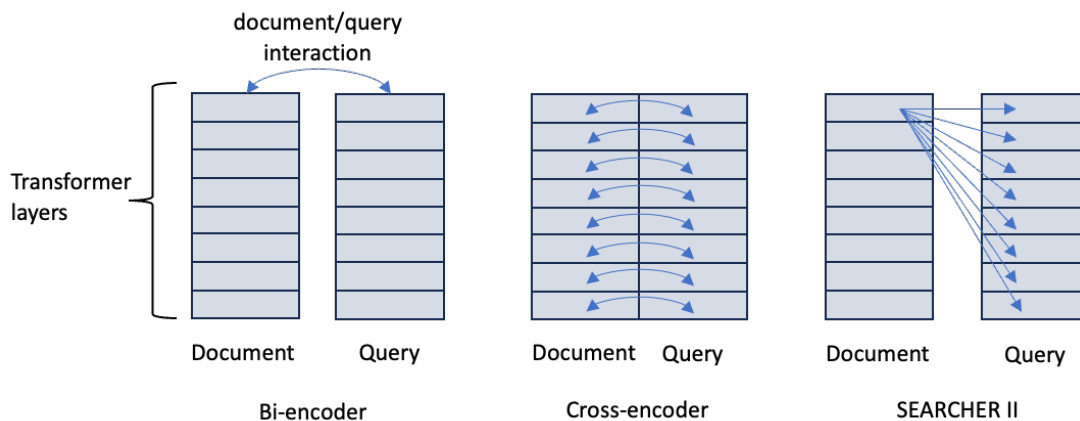 document/query
interaction
Transformer
layers
Document Query Document Query Document Query
Bi-encoder Cross-encoder SEARCHER II